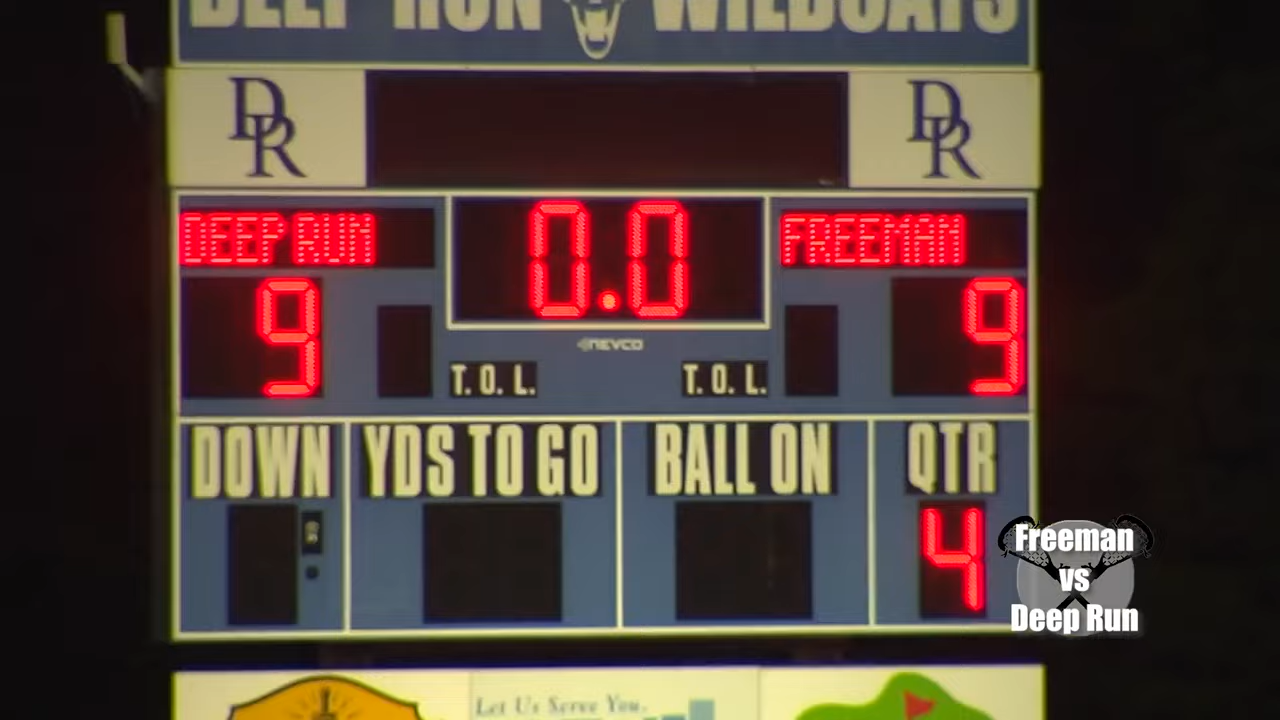 DEEP RUN WILDCATS
DR
DR
DEEP RUN
0.0
FREEMAN
9
9
NEVCO
T. O. L.
T. O. L.
DOWN
YDS TO GO
BALL ON
QTR
4
Freeman
vs
Deep Run
Let Us Serve You.